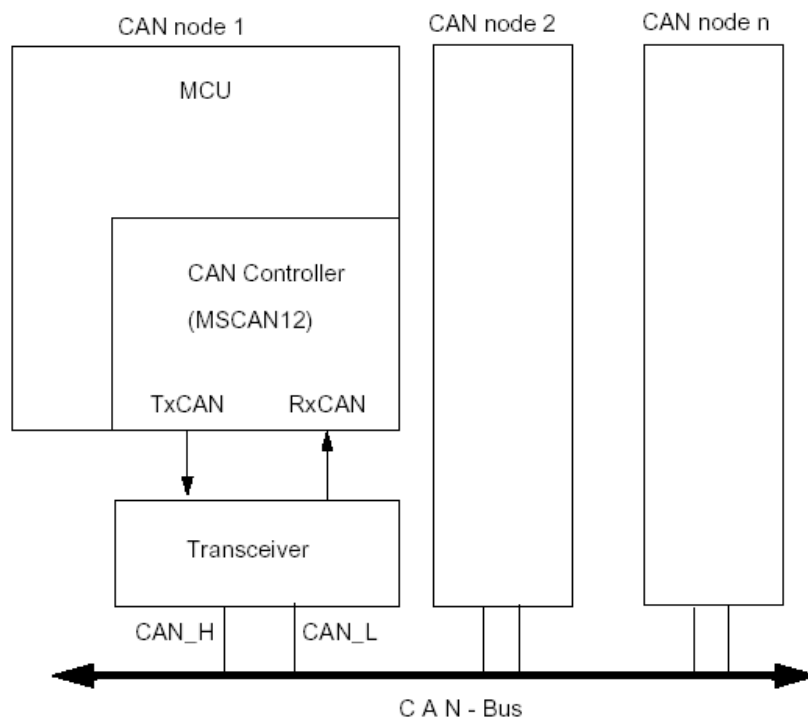 CAN node 1
CAN node 2
CAN node n
MCU
CAN Controller
(MSCAN12)
TxCAN
RxCAN
Transceiver
CAN_H
CAN_L
C A N - Bus